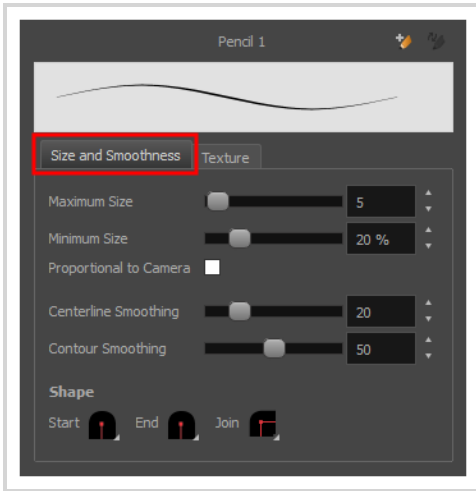 Pencil 1
Size and Smoothness Texture
Maximum Size 5
Minimum Size 20 %
Proportional to Camera
Centerline Smoothing 20
Contour Smoothing 50
Shape
Start End Join